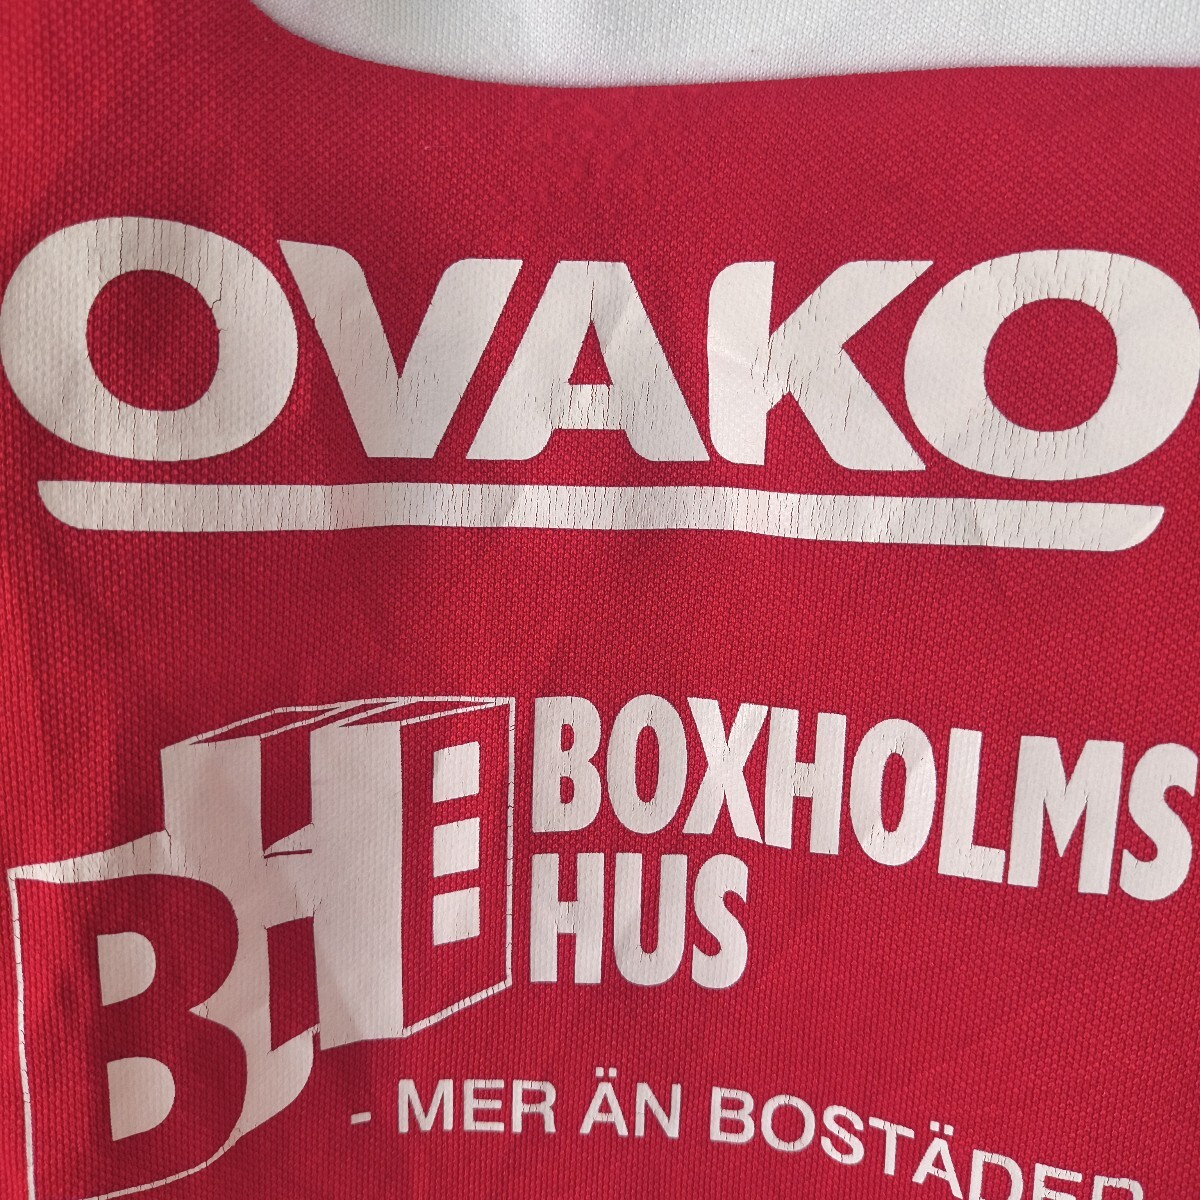 OVAKO
BH
BOXHOLMS
HUS
- MER ÄN BOSTÄDER